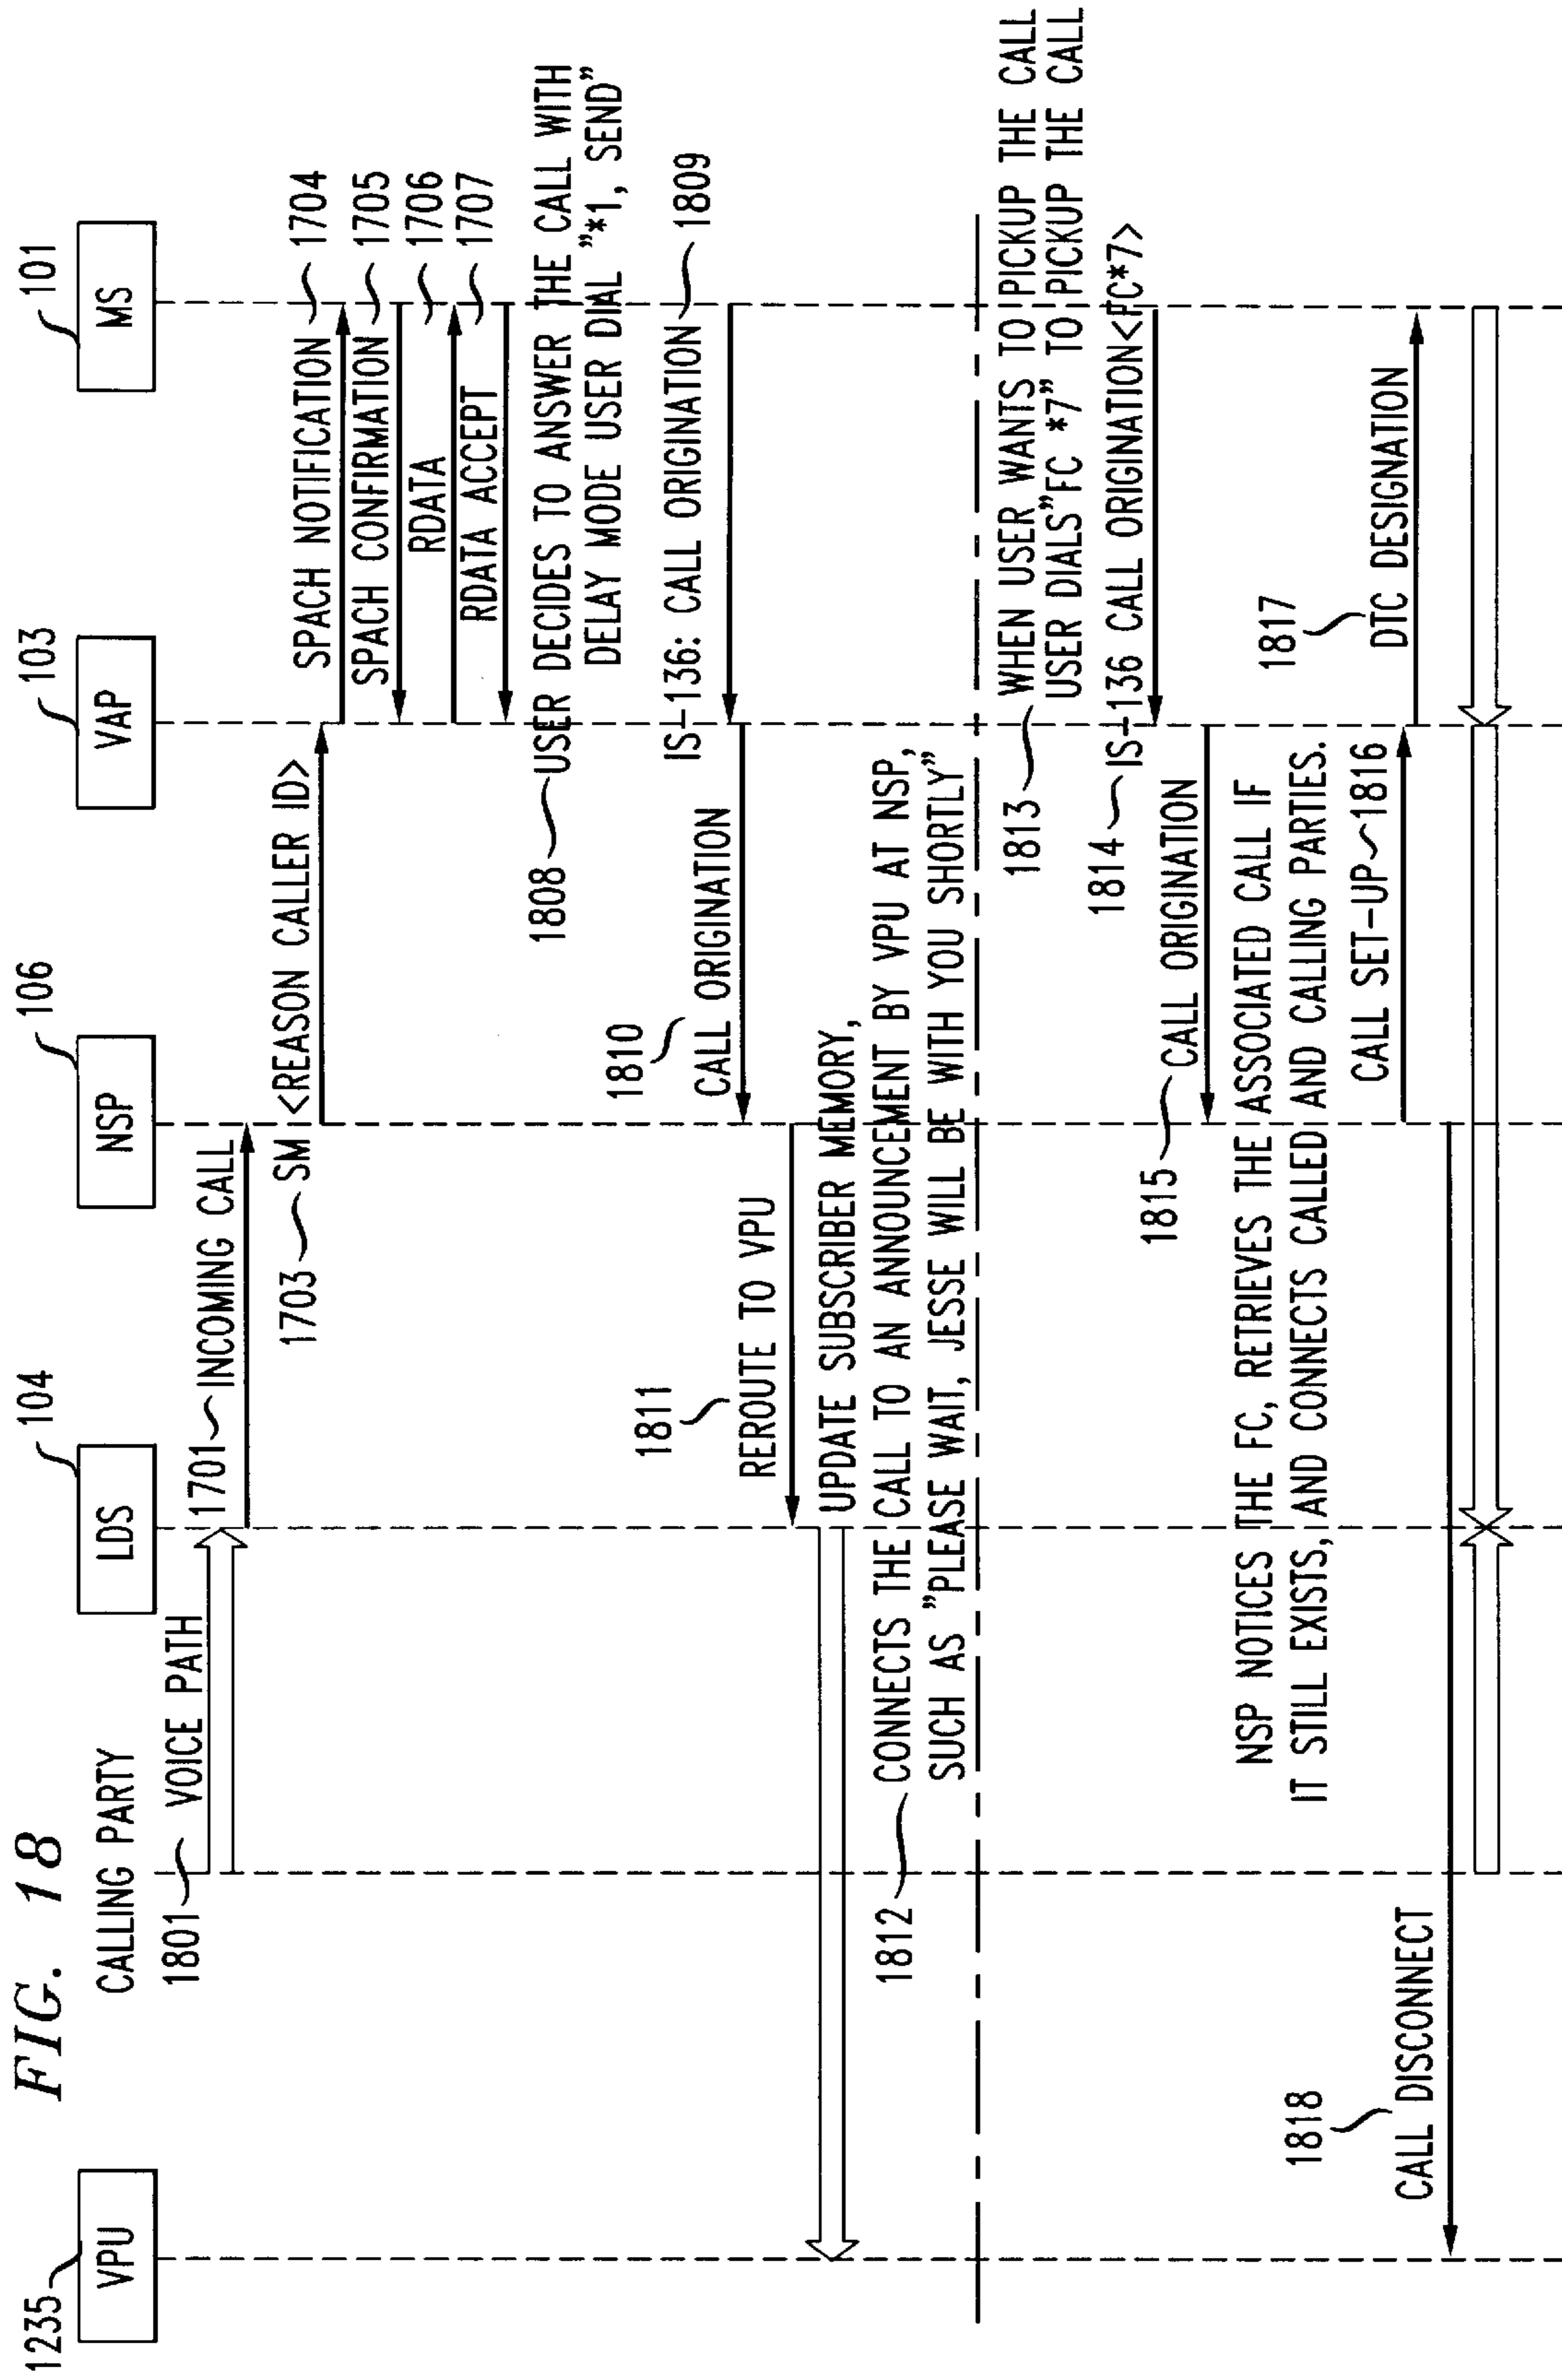 FIG. 18
1235
VPU
CALLING PARTY
104
LDS
106
NSP
103
VAP
101
MS
1801 VOICE PATH
1701 INCOMING CALL
1703 SM <REASON CALLER ID>
SPACH NOTIFICATION 1704
SPACH CONFIRMATION 1705
RDATA 1706
RDATA ACCEPT 1707
1808 USER DECIDES TO ANSWER THE CALL WITH
DELAY MODE USER DIAL "*1, SEND"
IS-136: CALL ORIGINATION 1809
1810
CALL ORIGINATION
1811
REROUTE TO VPU
UPDATE SUBSCRIBER MEMORY,
1812 CONNECTS THE CALL TO AN ANNOUNCEMENT BY VPU AT NSP,
SUCH AS "PLEASE WAIT, JESSE WILL BE WITH YOU SHORTLY"
1813 WHEN USER WANTS TO PICKUP THE CALL
USER DIALS"FC *7" TO PICKUP THE CALL
1814 IS-136 CALL ORIGINATION<FC*7>
1815 CALL ORIGINATION
NSP NOTICES THE FC, RETRIEVES THE ASSOCIATED CALL IF
IT STILL EXISTS, AND CONNECTS CALLED AND CALLING PARTIES.
CALL SET-UP 1816
1817
DTC DESIGNATION
1818
CALL DISCONNECT